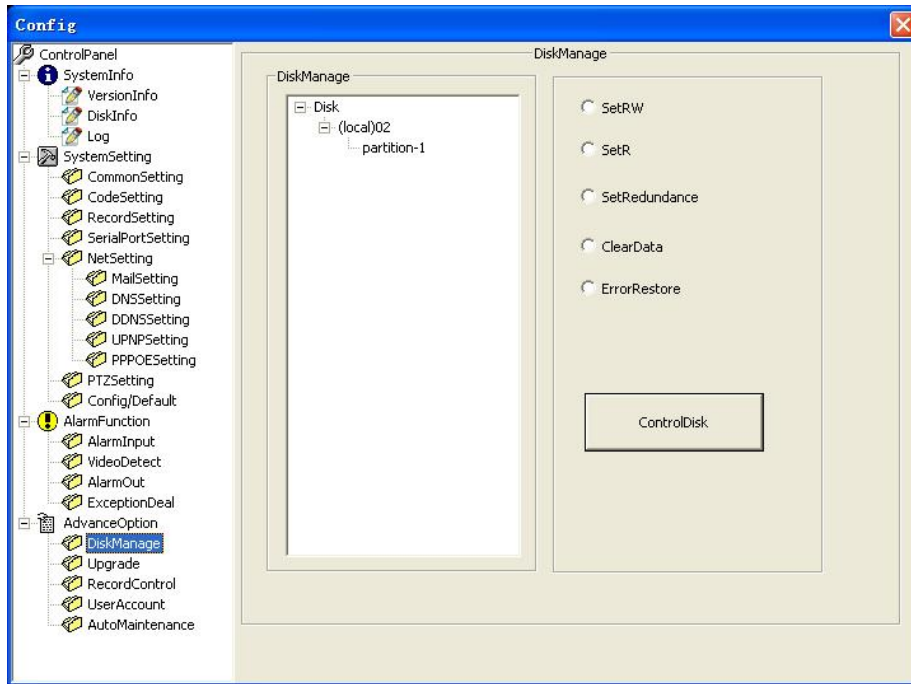 Config
ControlPanel
SystemInfo
VersionInfo
DiskInfo
Log
SystemSetting
CommonSetting
CodeSetting
RecordSetting
SerialPortSetting
NetSetting
MailSetting
DNSSetting
DDNSSetting
UPNPSetting
PPPOESetting
PTZSetting
Config/Default
AlarmFunction
AlarmInput
VideoDetect
AlarmOut
ExceptionDeal
AdvanceOption
DiskManage
Upgrade
RecordControl
UserAccount
AutoMaintenance
DiskManage
DiskManage
Disk
(local)02
partition-1
SetRW
SetR
SetRedundance
ClearData
ErrorRestore
ControlDisk